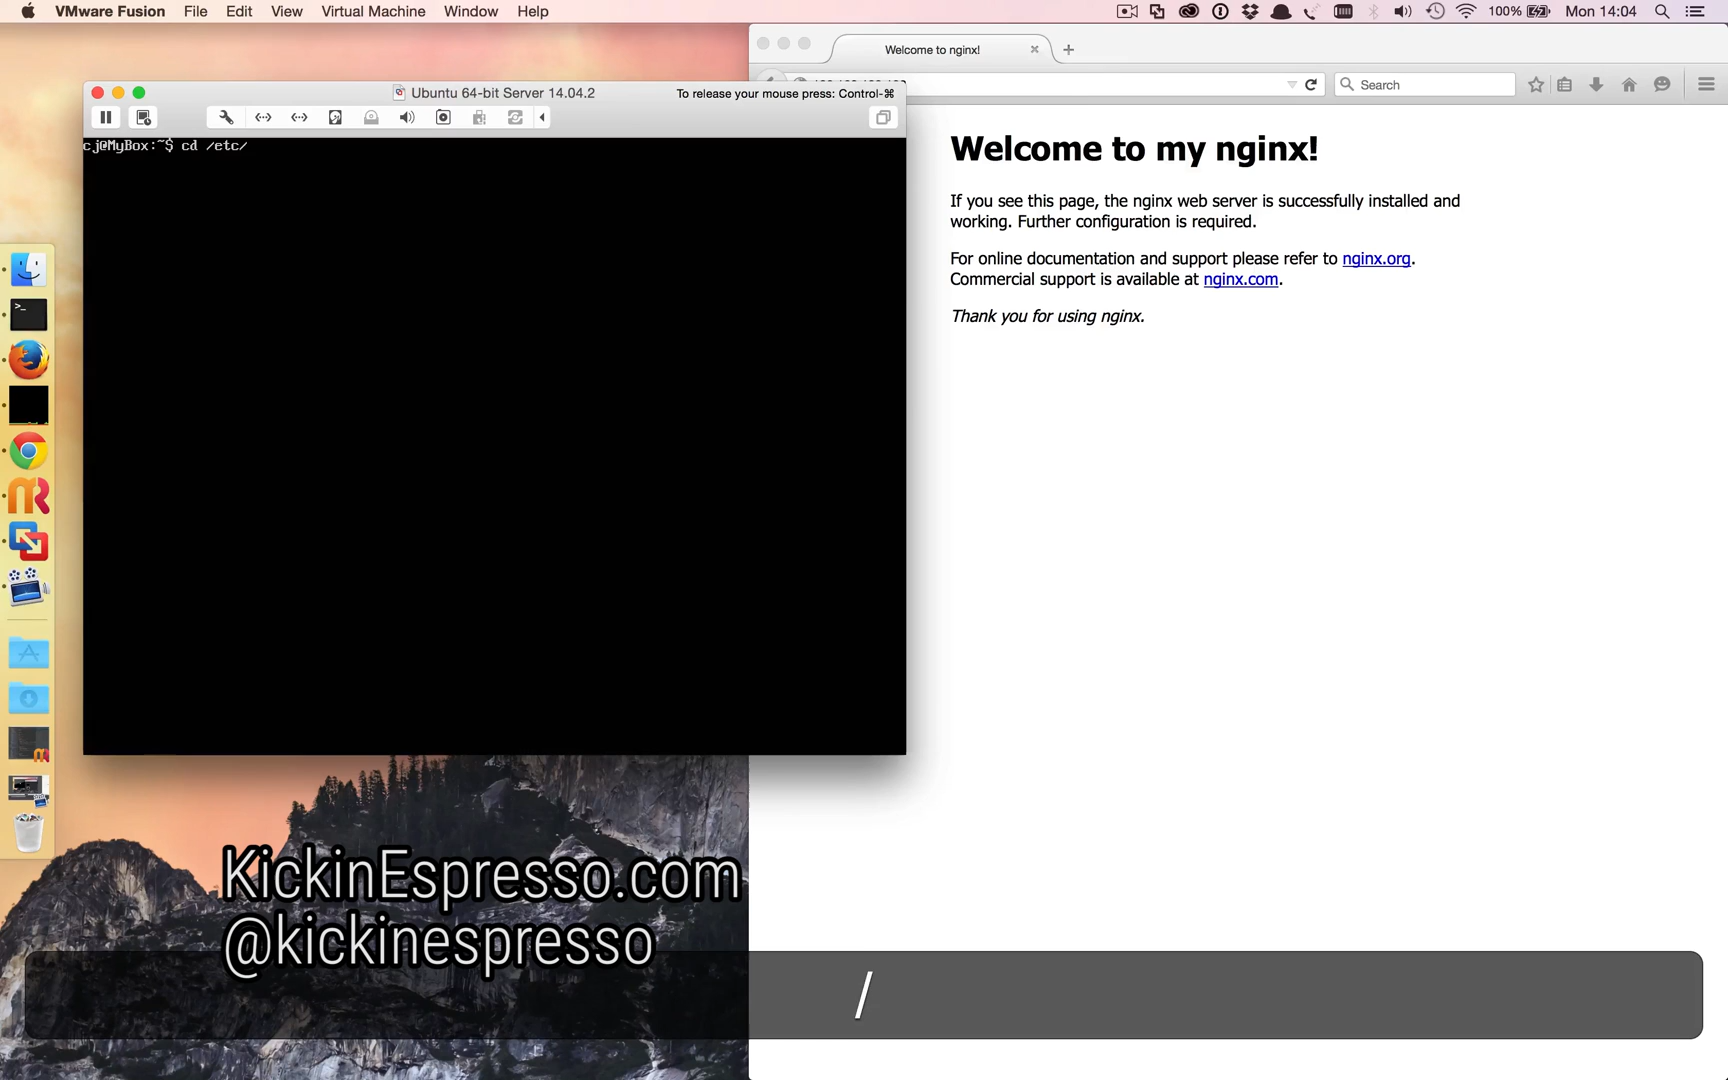 VMware Fusion File Edit View Virtual Machine Window Help
100% Mon 14:04
Welcome to nginx!
Search
Ubuntu 64-bit Server 14.04.2
To release your mouse press: Control-⌘
cj@MyBox:~$ cd /etc/
Welcome to my nginx!
If you see this page, the nginx web server is successfully installed and
working. Further configuration is required.
For online documentation and support please refer to nginx.org.
Commercial support is available at nginx.com.
Thank you for using nginx.
KickinEspresso.com
@kickinespresso
/